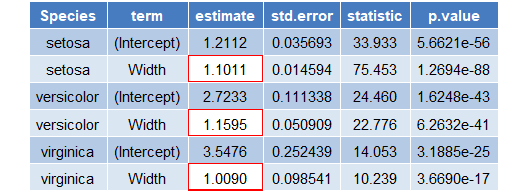 Species term estimate std.error statistic p.value
setosa (Intercept) 1.2112 0.035693 33.933 5.6621e-56
setosa Width 1.1011 0.014594 75.453 1.2694e-88
versicolor (Intercept) 2.7233 0.111338 24.460 1.6248e-43
versicolor Width 1.1595 0.050909 22.776 6.2632e-41
virginica (Intercept) 3.5476 0.252439 14.053 3.1885e-25
virginica Width 1.0090 0.098541 10.239 3.6690e-17